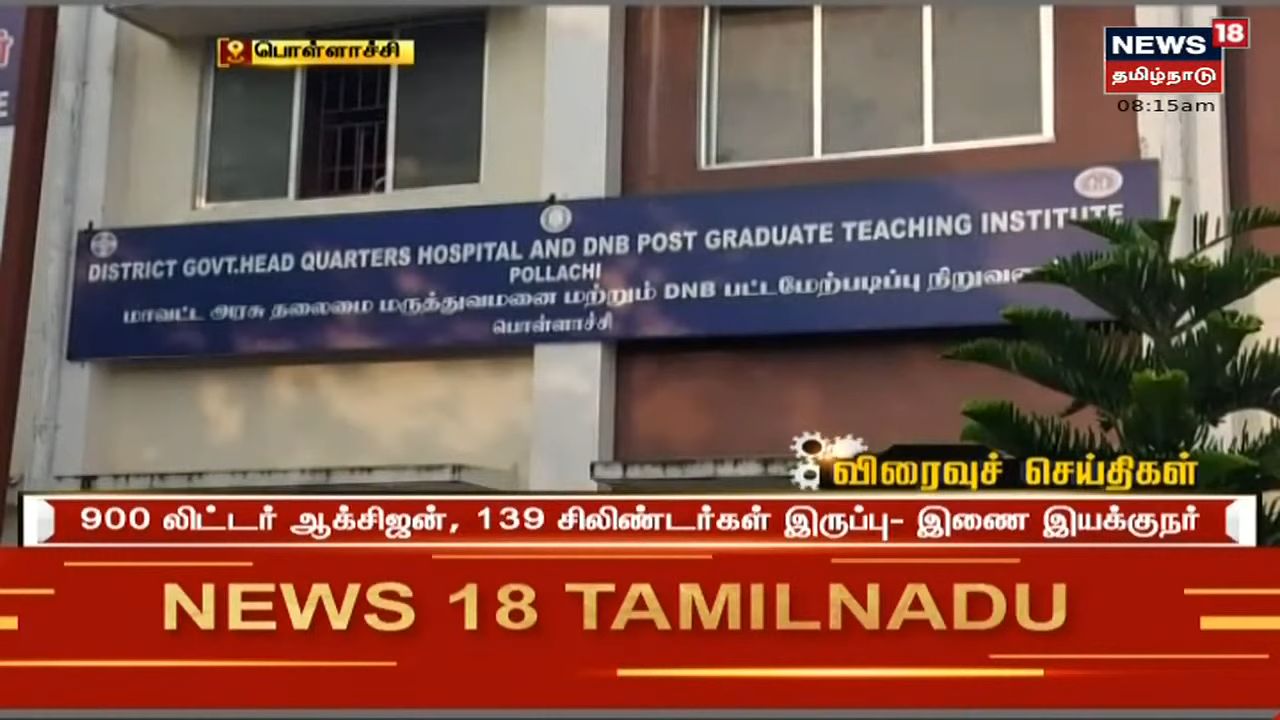 பொள்ளாச்சி
NEWS 18
தமிழ்நாடு
08:15am
DISTRICT GOVT.HEAD QUARTERS HOSPITAL AND DNB POST GRADUATE TEACHING INSTITUTE
POLLACHI
மாவட்ட அரசு தலைமை மருத்துவமனை மற்றும் DNB பட்டமேற்படிப்பு
பொள்ளாச்சி
விரைவுச் செய்திகள்
900 லிட்டர் ஆக்சிஜன், 139 சிலிண்டர்கள் இருப்பு- இணை இயக்குநர்
NEWS 18 TAMILNADU